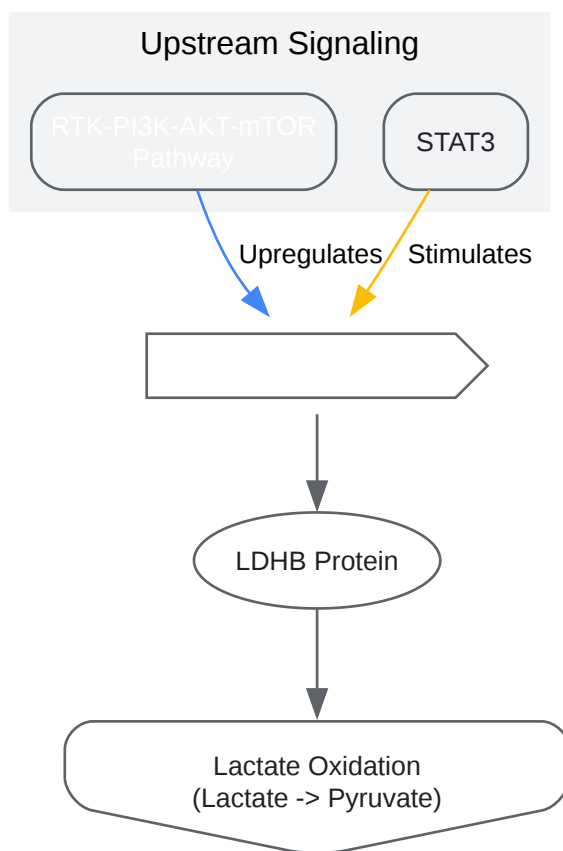 Upstream Signaling
RTK-PI3K-AKT-mTOR
Pathway
STAT3
Upregulates
Stimulates
LDHB Protein
Lactate Oxidation
(Lactate -> Pyruvate)